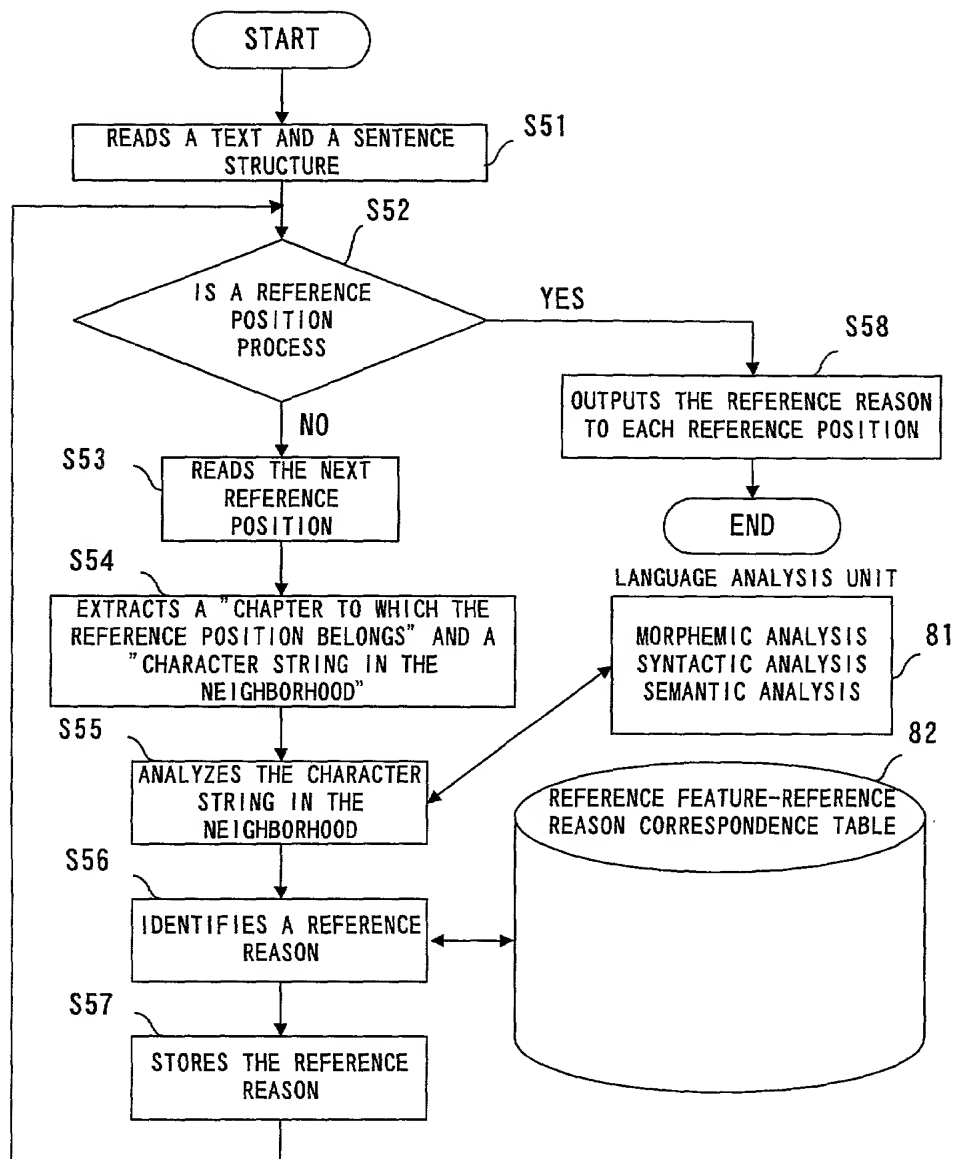 START
S51
READS A TEXT AND A SENTENCE
STRUCTURE
S52
IS A REFERENCE
POSITION
PROCESS
YES
NO
S58
OUTPUTS THE REFERENCE REASON
TO EACH REFERENCE POSITION
END
S53
READS THE NEXT
REFERENCE
POSITION
S54
EXTRACTS A "CHAPTER TO WHICH THE
REFERENCE POSITION BELONGS" AND A
"CHARACTER STRING IN THE
NEIGHBORHOOD"
LANGUAGE ANALYSIS UNIT
81
MORPHEMIC ANALYSIS
SYNTACTIC ANALYSIS
SEMANTIC ANALYSIS
S55
ANALYZES THE CHARACTER
STRING IN THE
NEIGHBORHOOD
82
REFERENCE FEATURE-REFERENCE
REASON CORRESPONDENCE TABLE
S56
IDENTIFIES A REFERENCE
REASON
S57
STORES THE REFERENCE
REASON